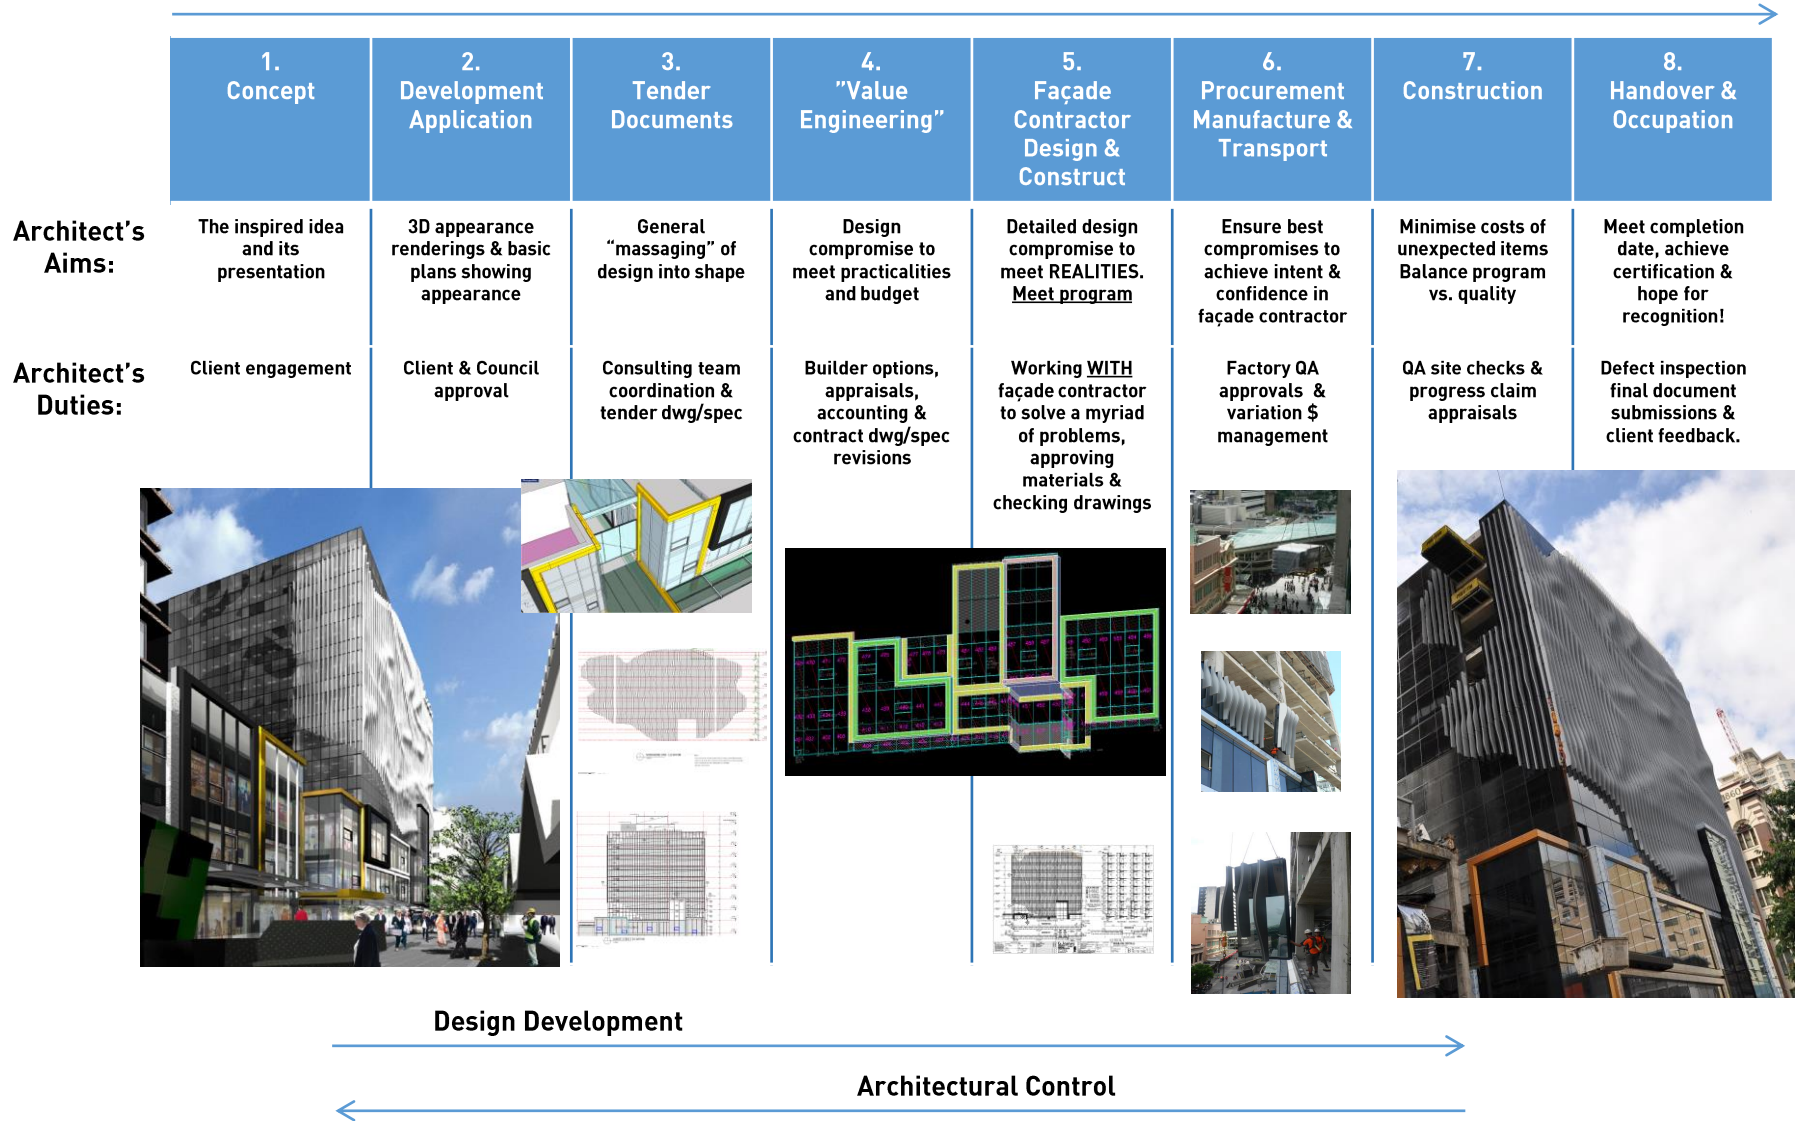 1.
Concept
2.
Development
Application
3.
Tender
Documents
4.
”Value
Engineering”
5.
Façade
Contractor
Design &
Construct
6.
Procurement
Manufacture &
Transport
7.
Construction
8.
Handover &
Occupation
Architect’s
Aims:
The inspired idea
and its
presentation
3D appearance
renderings & basic
plans showing
appearance
General
“massaging” of
design into shape
Design
compromise to
meet practicalities
and budget
Detailed design
compromise to
meet REALITIES.
Meet program
Ensure best
compromises to
achieve intent &
confidence in
façade contractor
Minimise costs of
unexpected items
Balance program
vs. quality
Meet completion
date, achieve
certification &
hope for
recognition!
Architect’s
Duties:
Client engagement
Client & Council
approval
Consulting team
coordination &
tender dwg/spec
Builder options,
appraisals,
accounting &
contract dwg/spec
revisions
Working WITH
façade contractor
to solve a myriad
of problems,
approving
materials &
checking drawings
Factory QA
approvals &
variation $
management
QA site checks &
progress claim
appraisals
Defect inspection
final document
submissions &
client feedback.
Design Development
Architectural Control